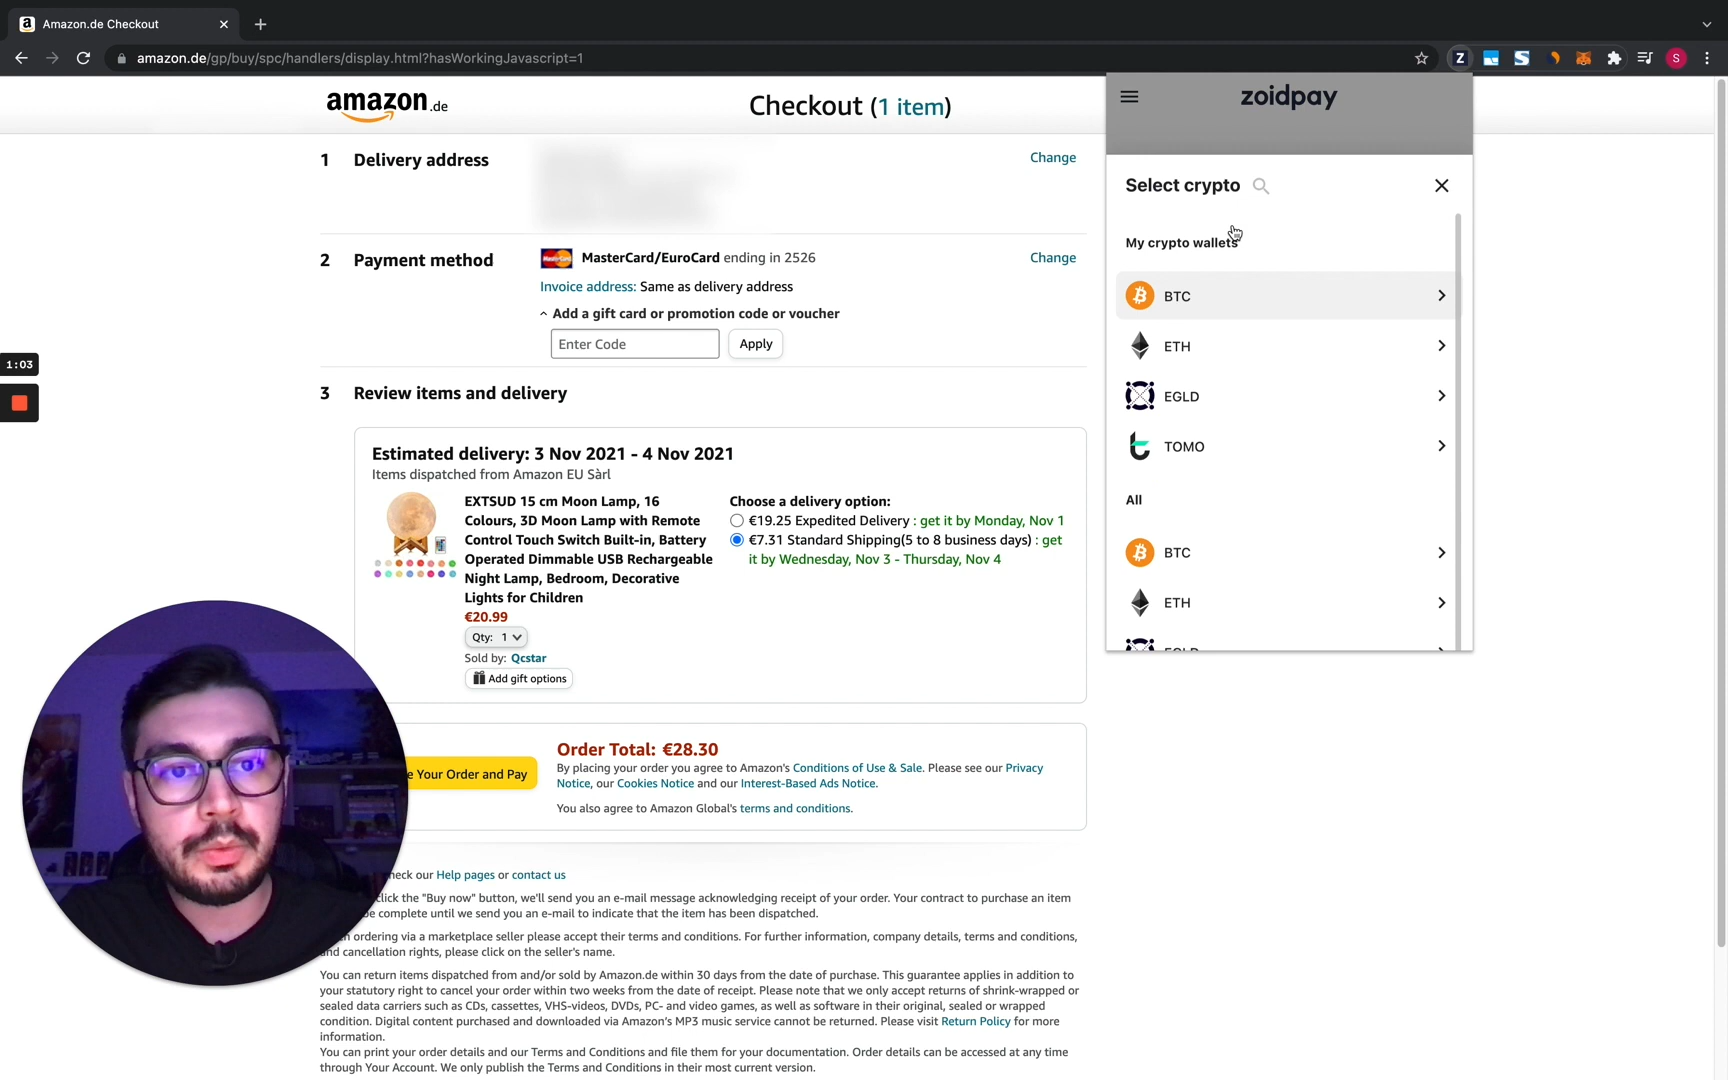 Amazon.de Checkout
amazon.de/gp/buy/spc/handlers/display.html?hasWorkingJavascript=1
Z
S
S
amazon.de
Checkout (1 item)
1 Delivery address
Change
2 Payment method
MasterCard
MasterCard/EuroCard ending in 2526
Change
Invoice address: Same as delivery address
Add a gift card or promotion code or voucher
Enter Code
Apply
3 Review items and delivery
Estimated delivery: 3 Nov 2021 - 4 Nov 2021
Items dispatched from Amazon EU Sàrl
EXTSUD 15 cm Moon Lamp, 16
Colours, 3D Moon Lamp with Remote
Control Touch Switch Built-in, Battery
Operated Dimmable USB Rechargeable
Night Lamp, Bedroom, Decorative
Lights for Children
€20.99
Qty: 1
Sold by: Qcstar
Add gift options
Choose a delivery option:
€19.25 Expedited Delivery : get it by Monday, Nov 1
€7.31 Standard Shipping(5 to 8 business days) : get
it by Wednesday, Nov 3 - Thursday, Nov 4
e Your Order and Pay
Order Total: €28.30
By placing your order you agree to Amazon's Conditions of Use & Sale. Please see our Privacy
Notice, our Cookies Notice and our Interest-Based Ads Notice.
You also agree to Amazon Global's terms and conditions.
heck our Help pages or contact us
click the "Buy now" button, we'll send you an e-mail message acknowledging receipt of your order. Your contract to purchase an item
be complete until we send you an e-mail to indicate that the item has been dispatched.
ordering via a marketplace seller please accept their terms and conditions. For further information, company details, terms and conditions,
and cancellation rights, please click on the seller's name.
You can return items dispatched from and/or sold by Amazon.de within 30 days from the date of purchase. This guarantee applies in addition to
your statutory right to cancel your order within two weeks from the date of receipt. Please note that we only accept returns of shrink-wrapped or
sealed data carriers such as CDs, cassettes, VHS-videos, DVDs, PC- and video games, as well as software in their original, sealed or wrapped
condition. Digital content purchased and downloaded via Amazon's MP3 music service cannot be returned. Please visit Return Policy for more
information.
You can print your order details and our Terms and Conditions and file them for your documentation. Order details can be accessed at any time
through Your Account. We only publish the Terms and Conditions in their most current version.
1:03
zoidpay
Select crypto
My crypto wallets
BTC
ETH
EGLD
TOMO
All
BTC
ETH
EGLD